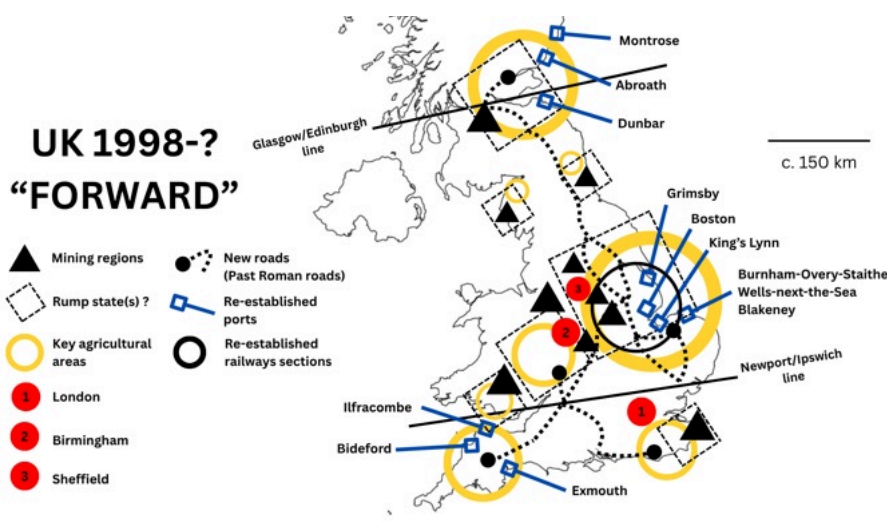 UK 1998-?
“FORWARD”
Mining regions
New roads
(Past Roman roads)
Rump state(s) ?
Re-established
ports
Key agricultural
areas
Re-established
railways sections
1 London
2 Birmingham
3 Sheffield
Montrose
Abroath
Dunbar
Glasgow/Edinburgh
line
c. 150 km
Grimsby
Boston
King's Lynn
Burnham-Overy-Staithe
Wells-next-the-Sea
Blakeney
3
2
Newport/Ipswich
line
1
Ilfracombe
Bideford
Exmouth